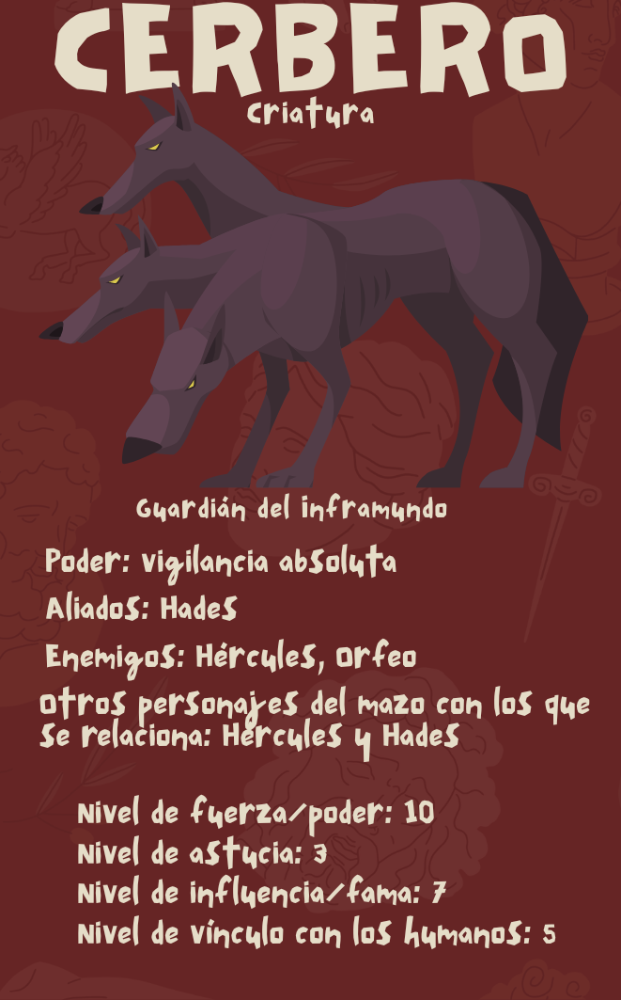 CERBERO
Criatura
Guardián del inframundo
Poder: vigilancia absoluta
Aliados: Hades
Enemigos: Hércules, Orfeo
Otros personajes del mazo con los que
se relaciona: Hércules y Hades
Nivel de fuerza/poder: 10
Nivel de astucia: 3
Nivel de influencia/fama: 7
Nivel de vínculo con los humanos: 5